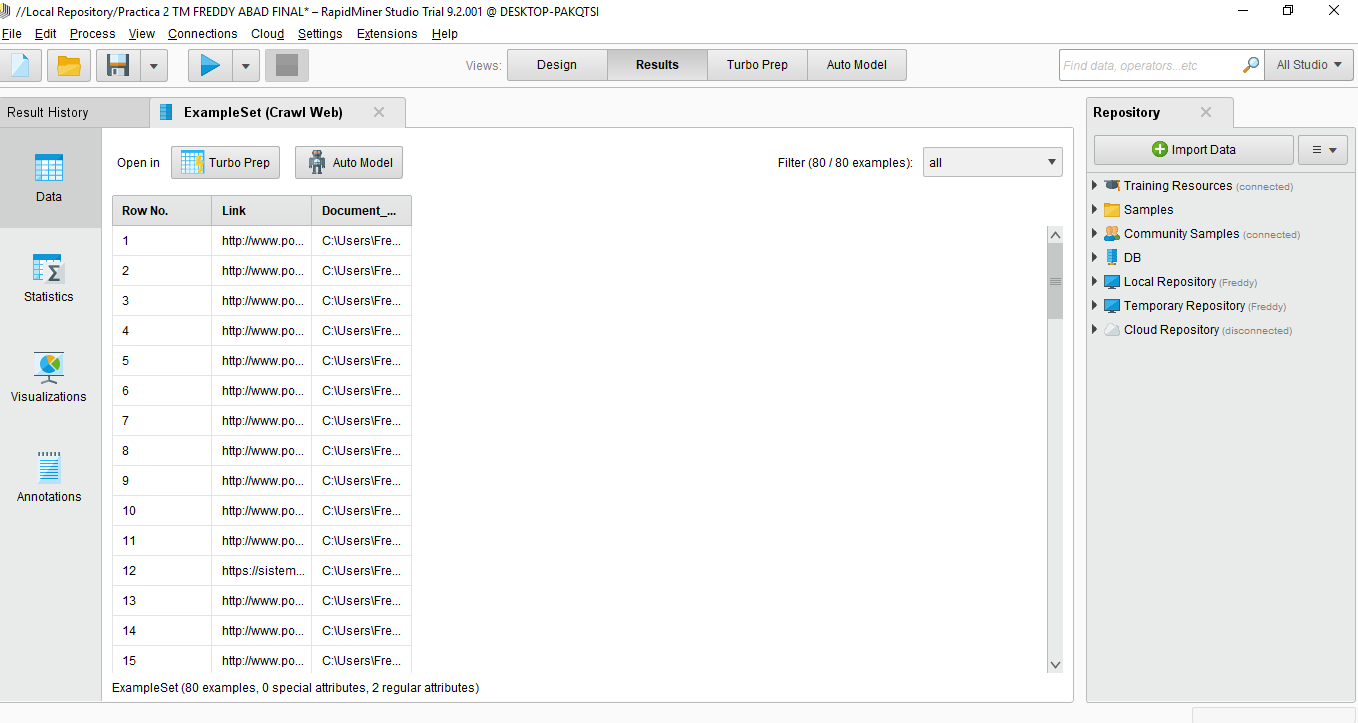 //Local Repository/Practica 2 TM FREDDY ABAD FINAL* – RapidMiner Studio Trial 9.2.001 @ DESKTOP-PAKQTSI
File Edit Process View Connections Cloud Settings Extensions Help
Views: Design Results Turbo Prep Auto Model Find data, operators...etc All Studio
Result History ExampleSet (Crawl Web) Repository
Open in Turbo Prep Auto Model Filter (80 / 80 examples): all Import Data
Data
Statistics
Visualizations
Annotations
Row No. Link Document_...
1 http://www.po... C:\Users\Fre...
2 http://www.po... C:\Users\Fre...
3 http://www.po... C:\Users\Fre...
4 http://www.po... C:\Users\Fre...
5 http://www.po... C:\Users\Fre...
6 http://www.po... C:\Users\Fre...
7 http://www.po... C:\Users\Fre...
8 http://www.po... C:\Users\Fre...
9 http://www.po... C:\Users\Fre...
10 http://www.po... C:\Users\Fre...
11 http://www.po... C:\Users\Fre...
12 https://sistem... C:\Users\Fre...
13 http://www.po... C:\Users\Fre...
14 http://www.po... C:\Users\Fre...
15 http://www.po... C:\Users\Fre...
ExampleSet (80 examples, 0 special attributes, 2 regular attributes)
Training Resources (connected)
Samples
Community Samples (connected)
DB
Local Repository (Freddy)
Temporary Repository (Freddy)
Cloud Repository (disconnected)